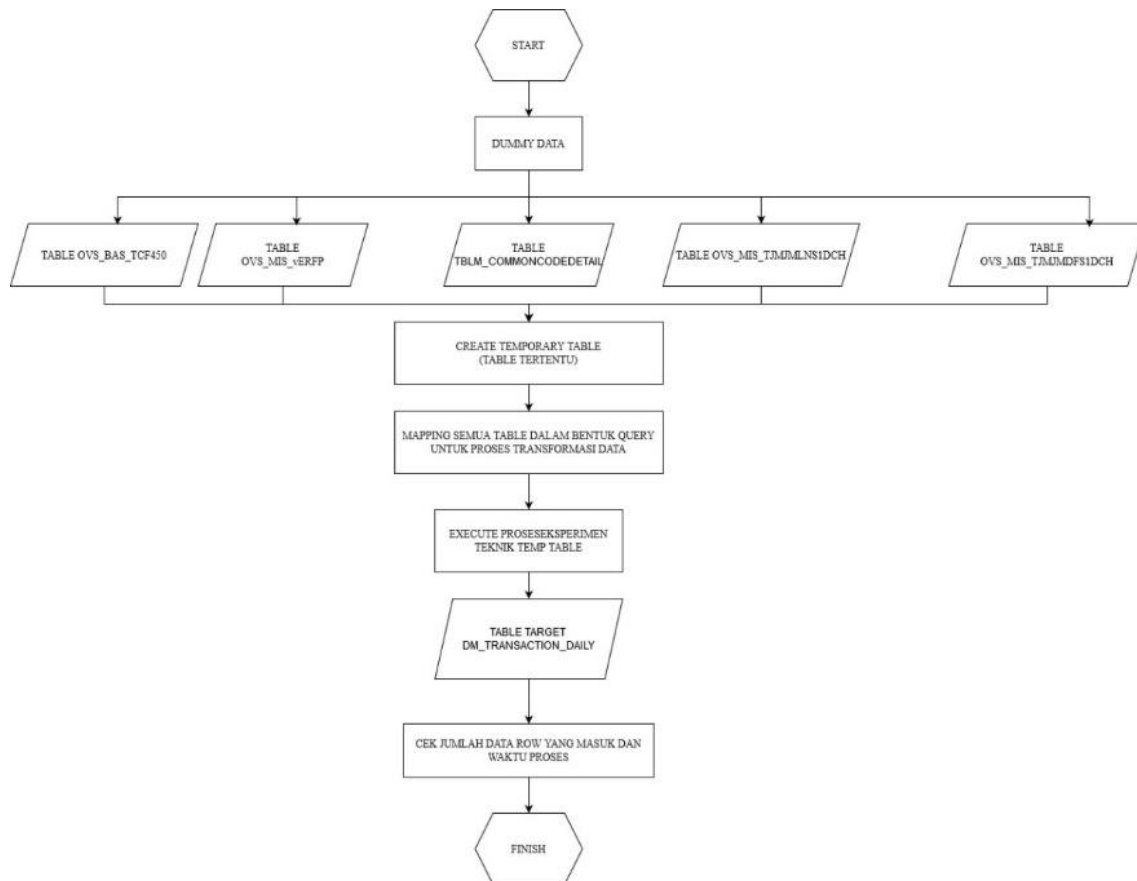 START
DUMMY DATA
TABLE OVS_BAS_TCF450
TABLE
OVS_MIS_vERFP
TABLE
TBLM_COMMONCODEDETAIL
TABLE OVS_MIS_TJMJMLNS1DCH
TABLE
OVS_MIS_TJMJMDFS1DCH
CREATE TEMPORARY TABLE
(TABLE TERTENTU)
MAPPING SEMUA TABLE DALAM BENTUK QUERY
UNTUK PROSES TRANSFORMASI DATA
EXECUTE PROSESEKSPERIMEN
TEKNIK TEMP TABLE
TABLE TARGET
DM_TRANSACTION_DAILY
CEK JUMLAH DATA ROW YANG MASUK DAN
WAKTU PROSES
FINISH